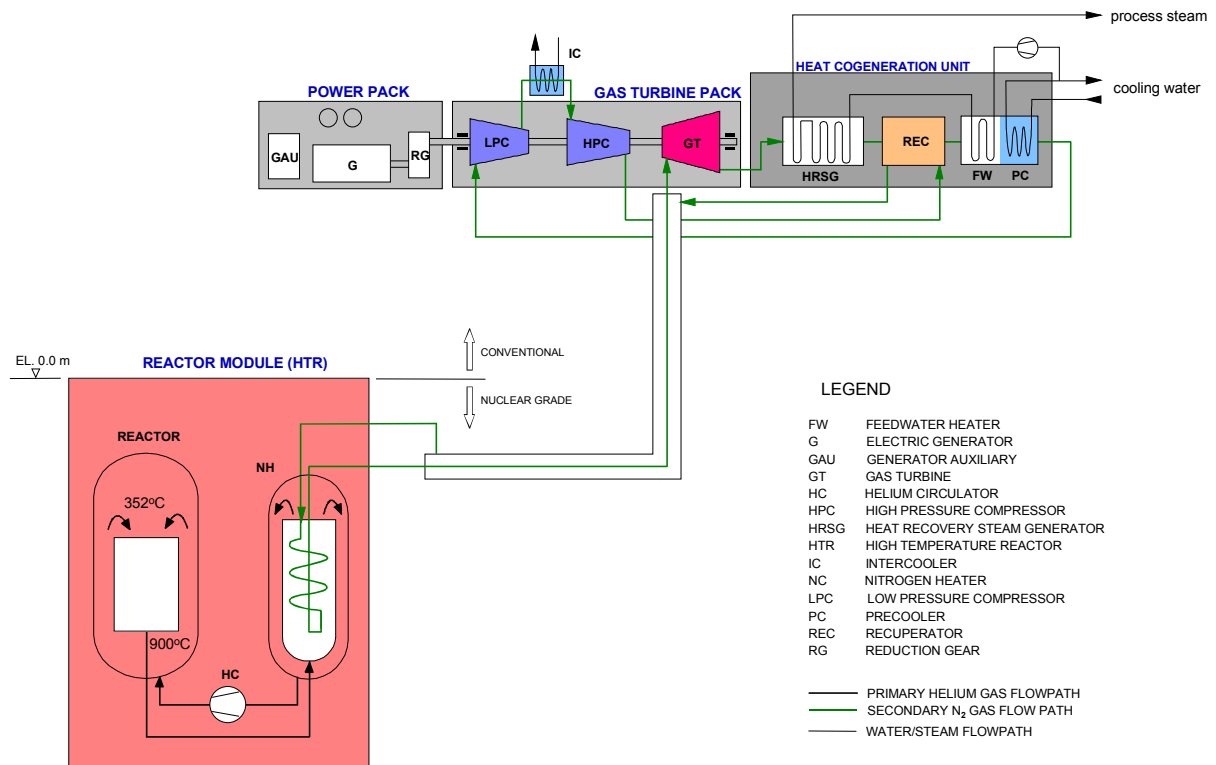 process steam
IC
HEAT COGENERATION UNIT
POWER PACK
GAS TURBINE PACK
cooling water
GAU
G
RG
LPC
HPC
GT
HRSG
REC
FW
PC
EL. 0.0 m
REACTOR MODULE (HTR)
CONVENTIONAL
NUCLEAR GRADE
REACTOR
NH
352°C
900°C
HC
LEGEND
FW FEEDWATER HEATER
G ELECTRIC GENERATOR
GAU GENERATOR AUXILIARY
GT GAS TURBINE
HC HELIUM CIRCULATOR
HPC HIGH PRESSURE COMPRESSOR
HRSG HEAT RECOVERY STEAM GENERATOR
HTR HIGH TEMPERATURE REACTOR
IC INTERCOOLER
NC NITROGEN HEATER
LPC LOW PRESSURE COMPRESSOR
PC PRECOOLER
REC RECUPERATOR
RG REDUCTION GEAR
PRIMARY HELIUM GAS FLOWPATH
SECONDARY N₂ GAS FLOW PATH
WATER/STEAM FLOWPATH